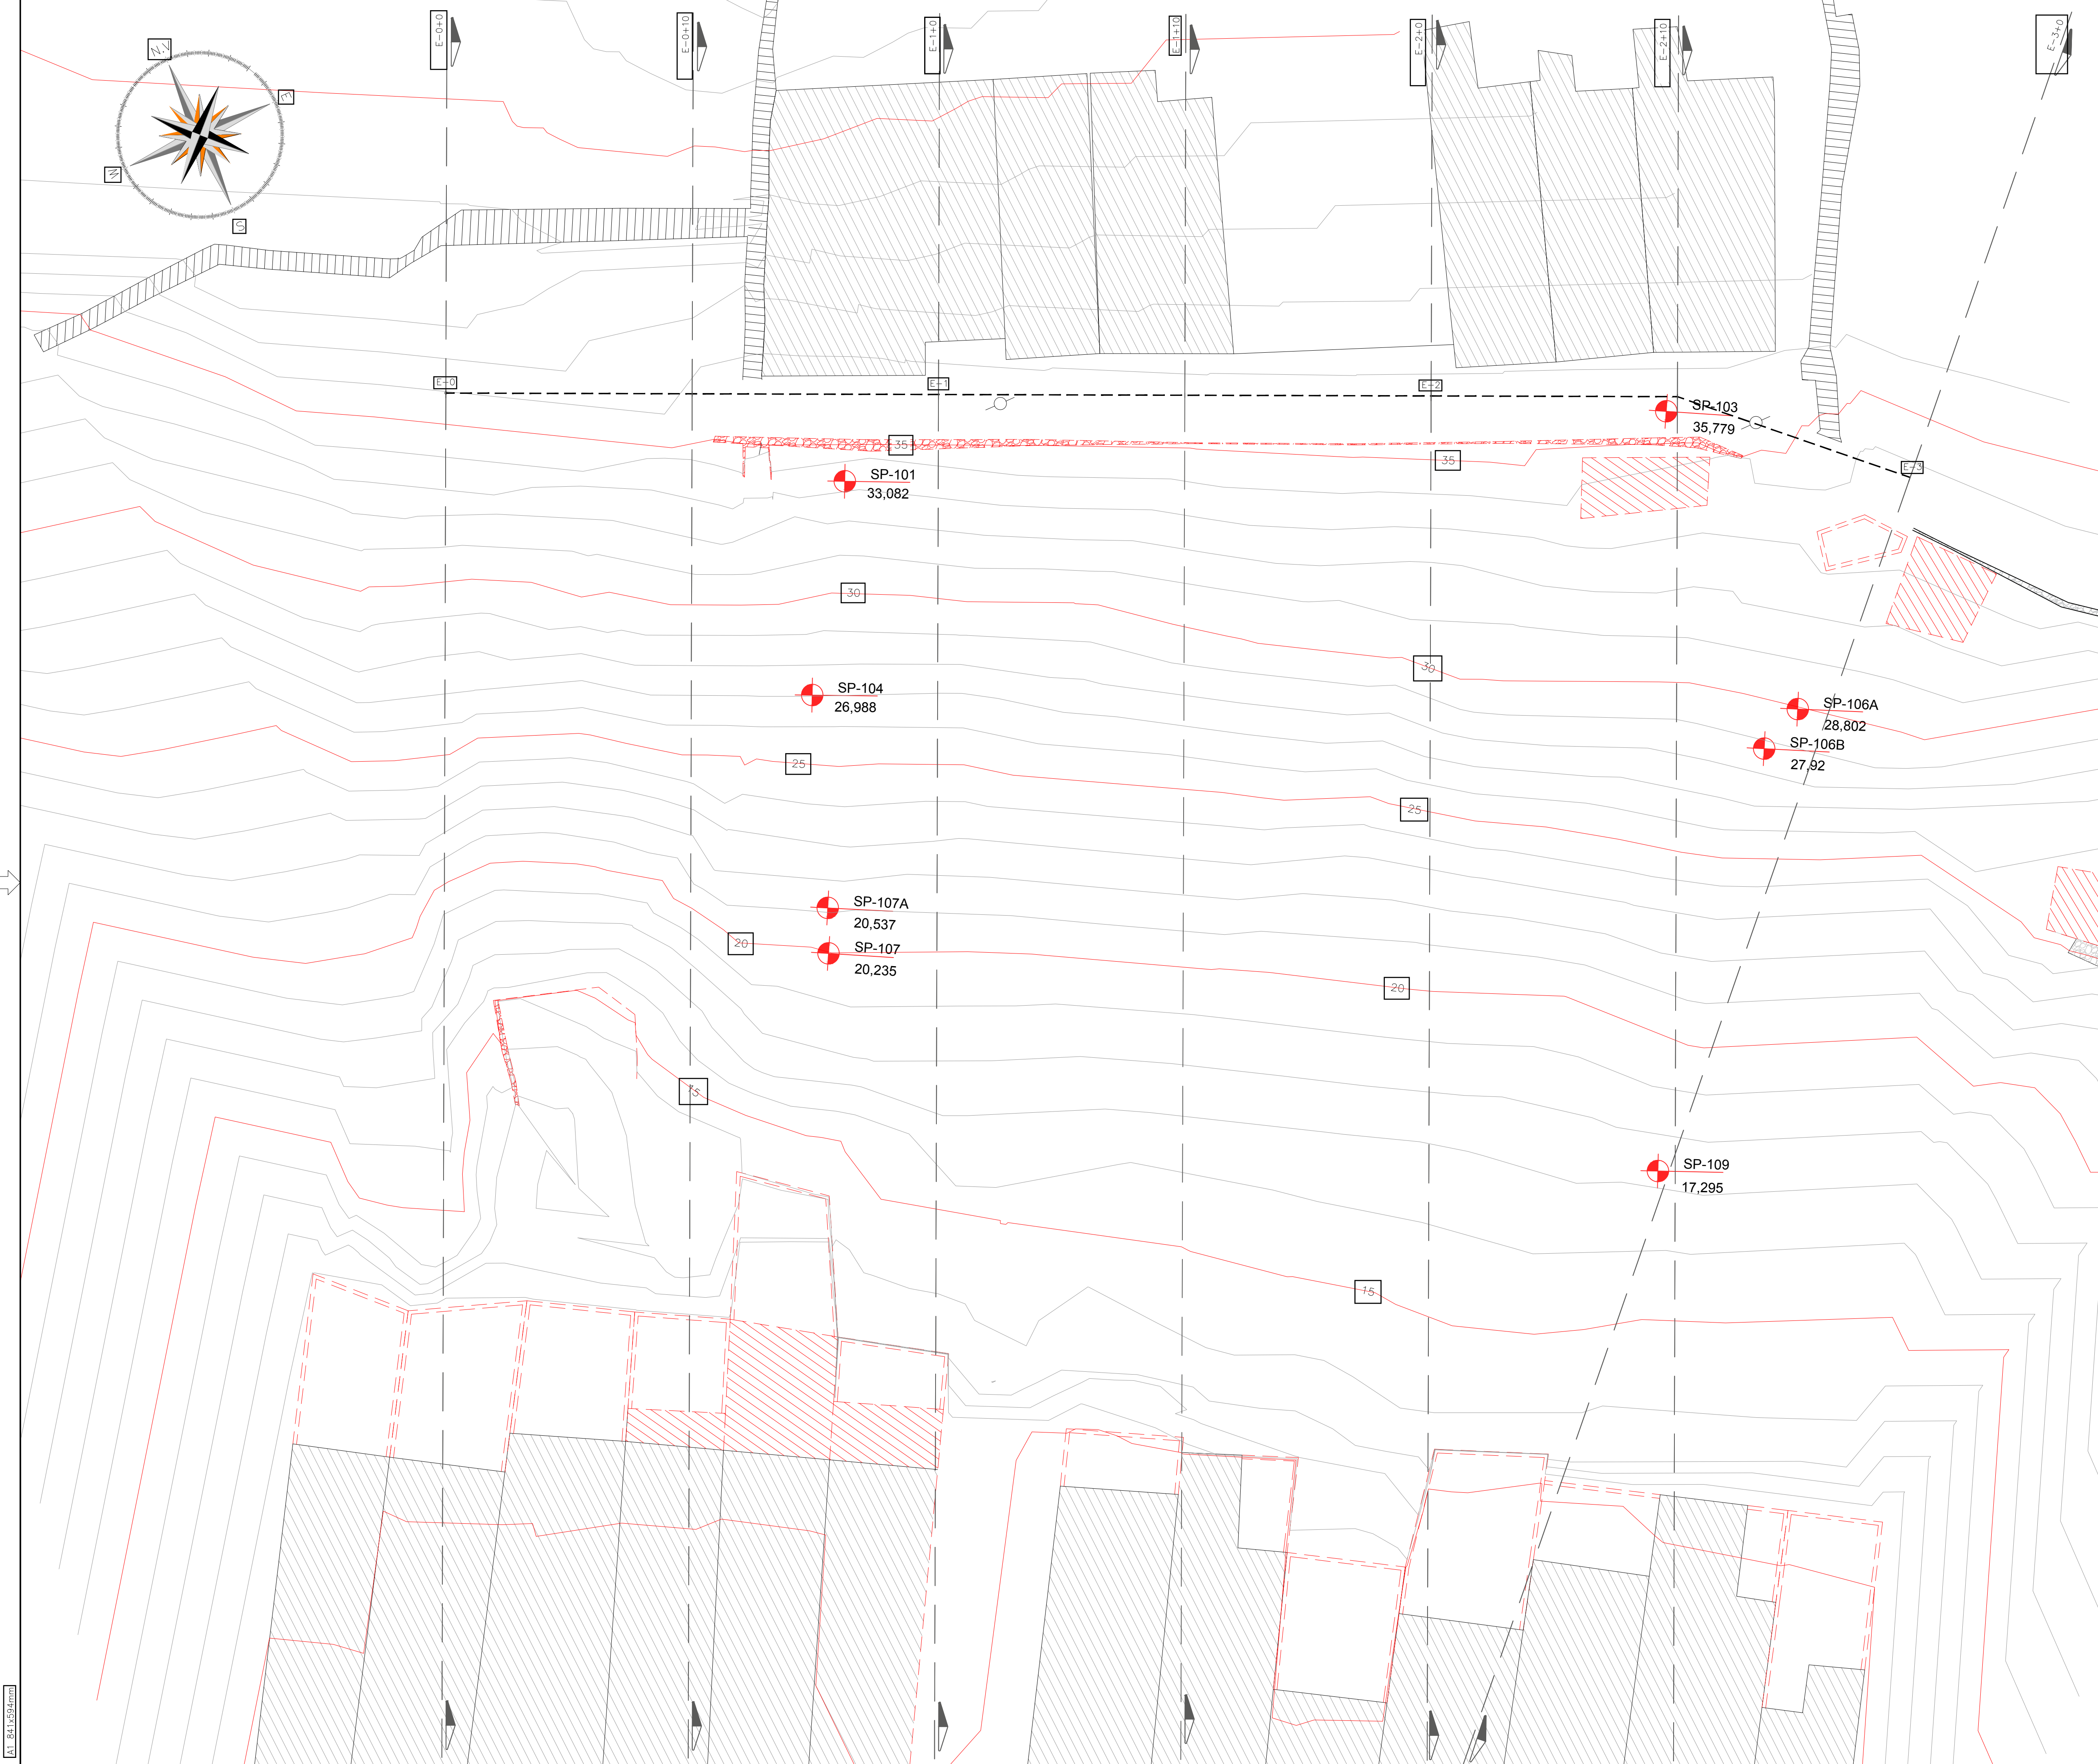 E-0+0
E-0+10
E-1+0
E-1+10
E-2+0
E-2+10
E-3+0
E
S
E-0
E-1
E-2
E-3
SP-103
35,779
35
35
SP-101
33,082
30
30
SP-104
26,988
SP-106A
28,802
SP-106B
27,92
25
25
SP-107A
20,537
SP-107
20,235
20
20
15
SP-109
17,295
15
A1 841x594mm